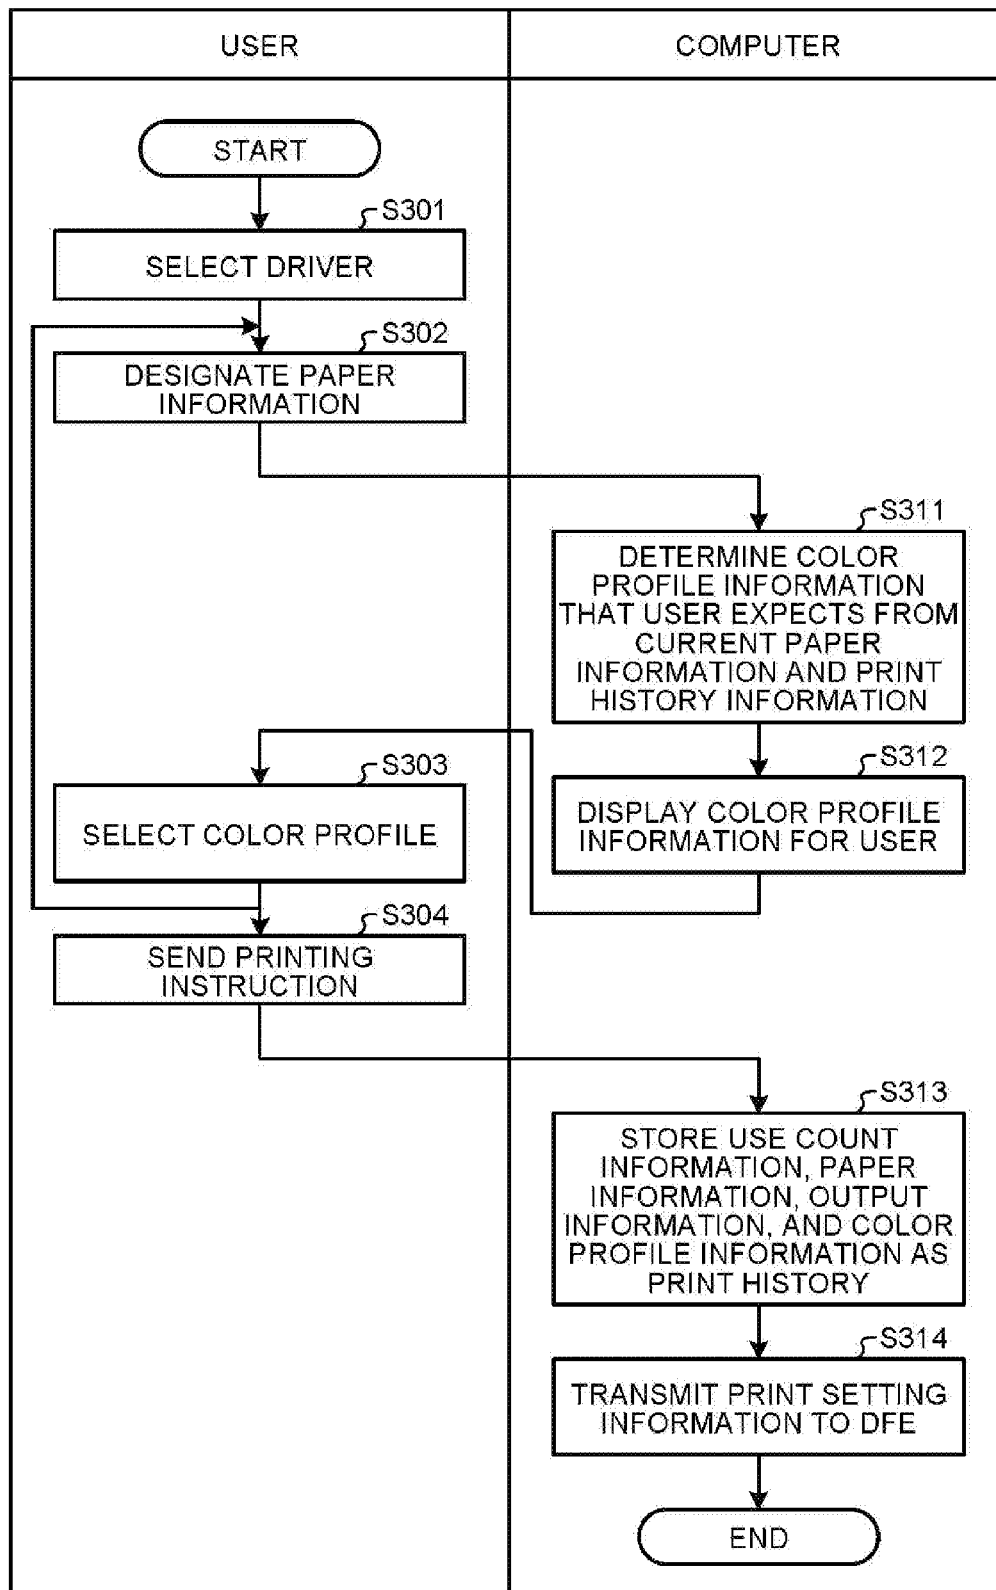 USER
COMPUTER
START
S301
SELECT DRIVER
S302
DESIGNATE PAPER
INFORMATION
S311
DETERMINE COLOR
PROFILE INFORMATION
THAT USER EXPECTS FROM
CURRENT PAPER
INFORMATION AND PRINT
HISTORY INFORMATION
S312
DISPLAY COLOR PROFILE
INFORMATION FOR USER
S303
SELECT COLOR PROFILE
S304
SEND PRINTING
INSTRUCTION
S313
STORE USE COUNT
INFORMATION, PAPER
INFORMATION, OUTPUT
INFORMATION, AND COLOR
PROFILE INFORMATION AS
PRINT HISTORY
S314
TRANSMIT PRINT SETTING
INFORMATION TO DFE
END